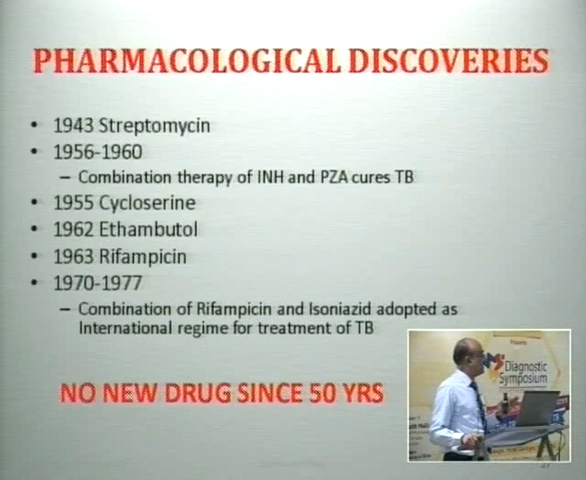 PHARMACOLOGICAL DISCOVERIES
• 1943 Streptomycin
• 1956-1960
– Combination therapy of INH and PZA cures TB
• 1955 Cycloserine
• 1962 Ethambutol
• 1963 Rifampicin
• 1970-1977
– Combination of Rifampicin and Isoniazid adopted as
International regime for treatment of TB
NO NEW DRUG SINCE 50 YRS
Presents
Diagnostic
Symposium